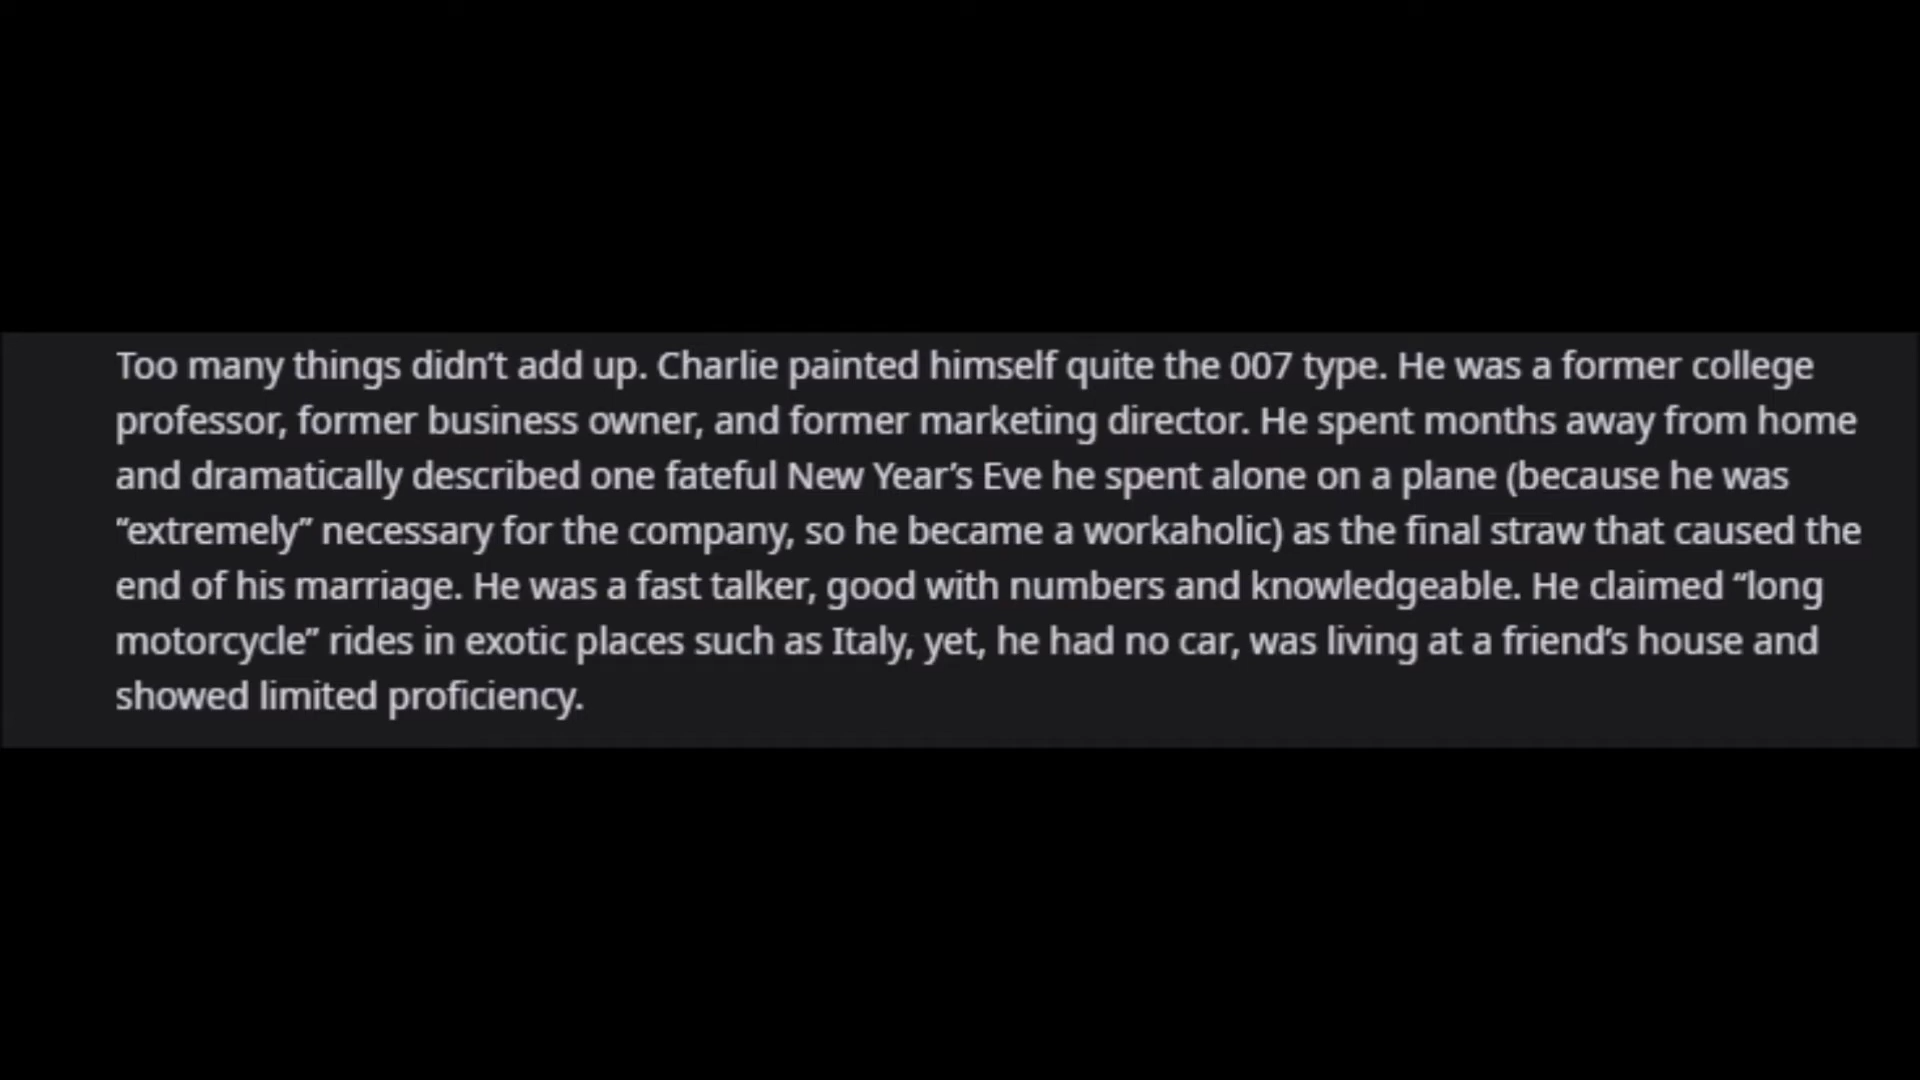 Too many things didn’t add up. Charlie painted himself quite the 007 type. He was a former college
professor, former business owner, and former marketing director. He spent months away from home
and dramatically described one fateful New Year’s Eve he spent alone on a plane (because he was
“extremely” necessary for the company, so he became a workaholic) as the final straw that caused the
end of his marriage. He was a fast talker, good with numbers and knowledgeable. He claimed “long
motorcycle” rides in exotic places such as Italy, yet, he had no car, was living at a friend’s house and
showed limited proficiency.